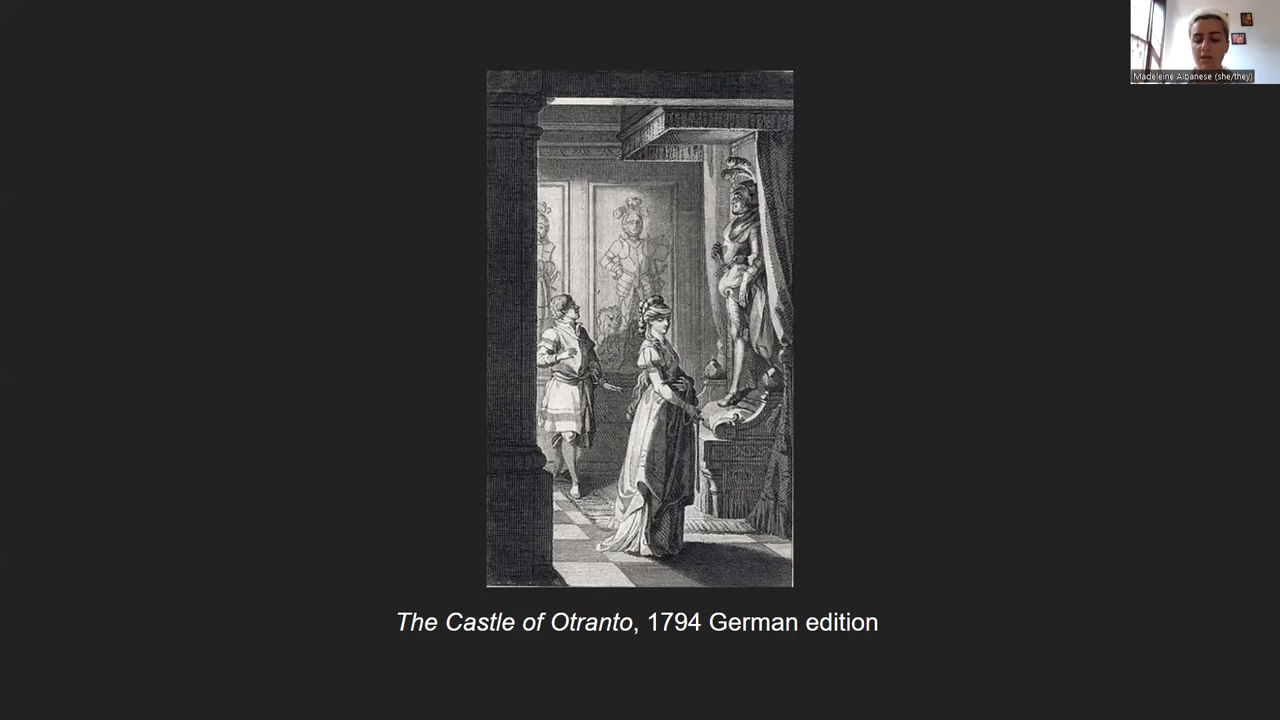 Madeleine Albanese (she/they)
The Castle of Otranto, 1794 German edition